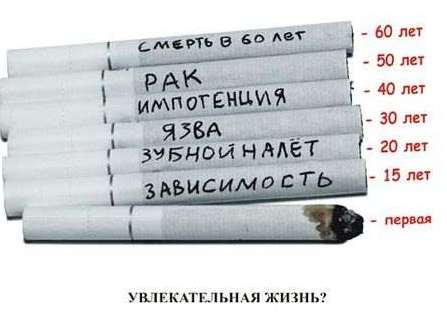 СМЕРТЬ В 60 ЛЕТ - 60 лет
РАК - 50 лет
ИМПОТЕНЦИЯ - 40 лет
ЯЗВА - 30 лет
ЗУБНОЙ НАЛЁТ - 20 лет
ЗАВИСИМОСТЬ - 15 лет
- первая
УВЛЕКАТЕЛЬНАЯ ЖИЗНЬ?